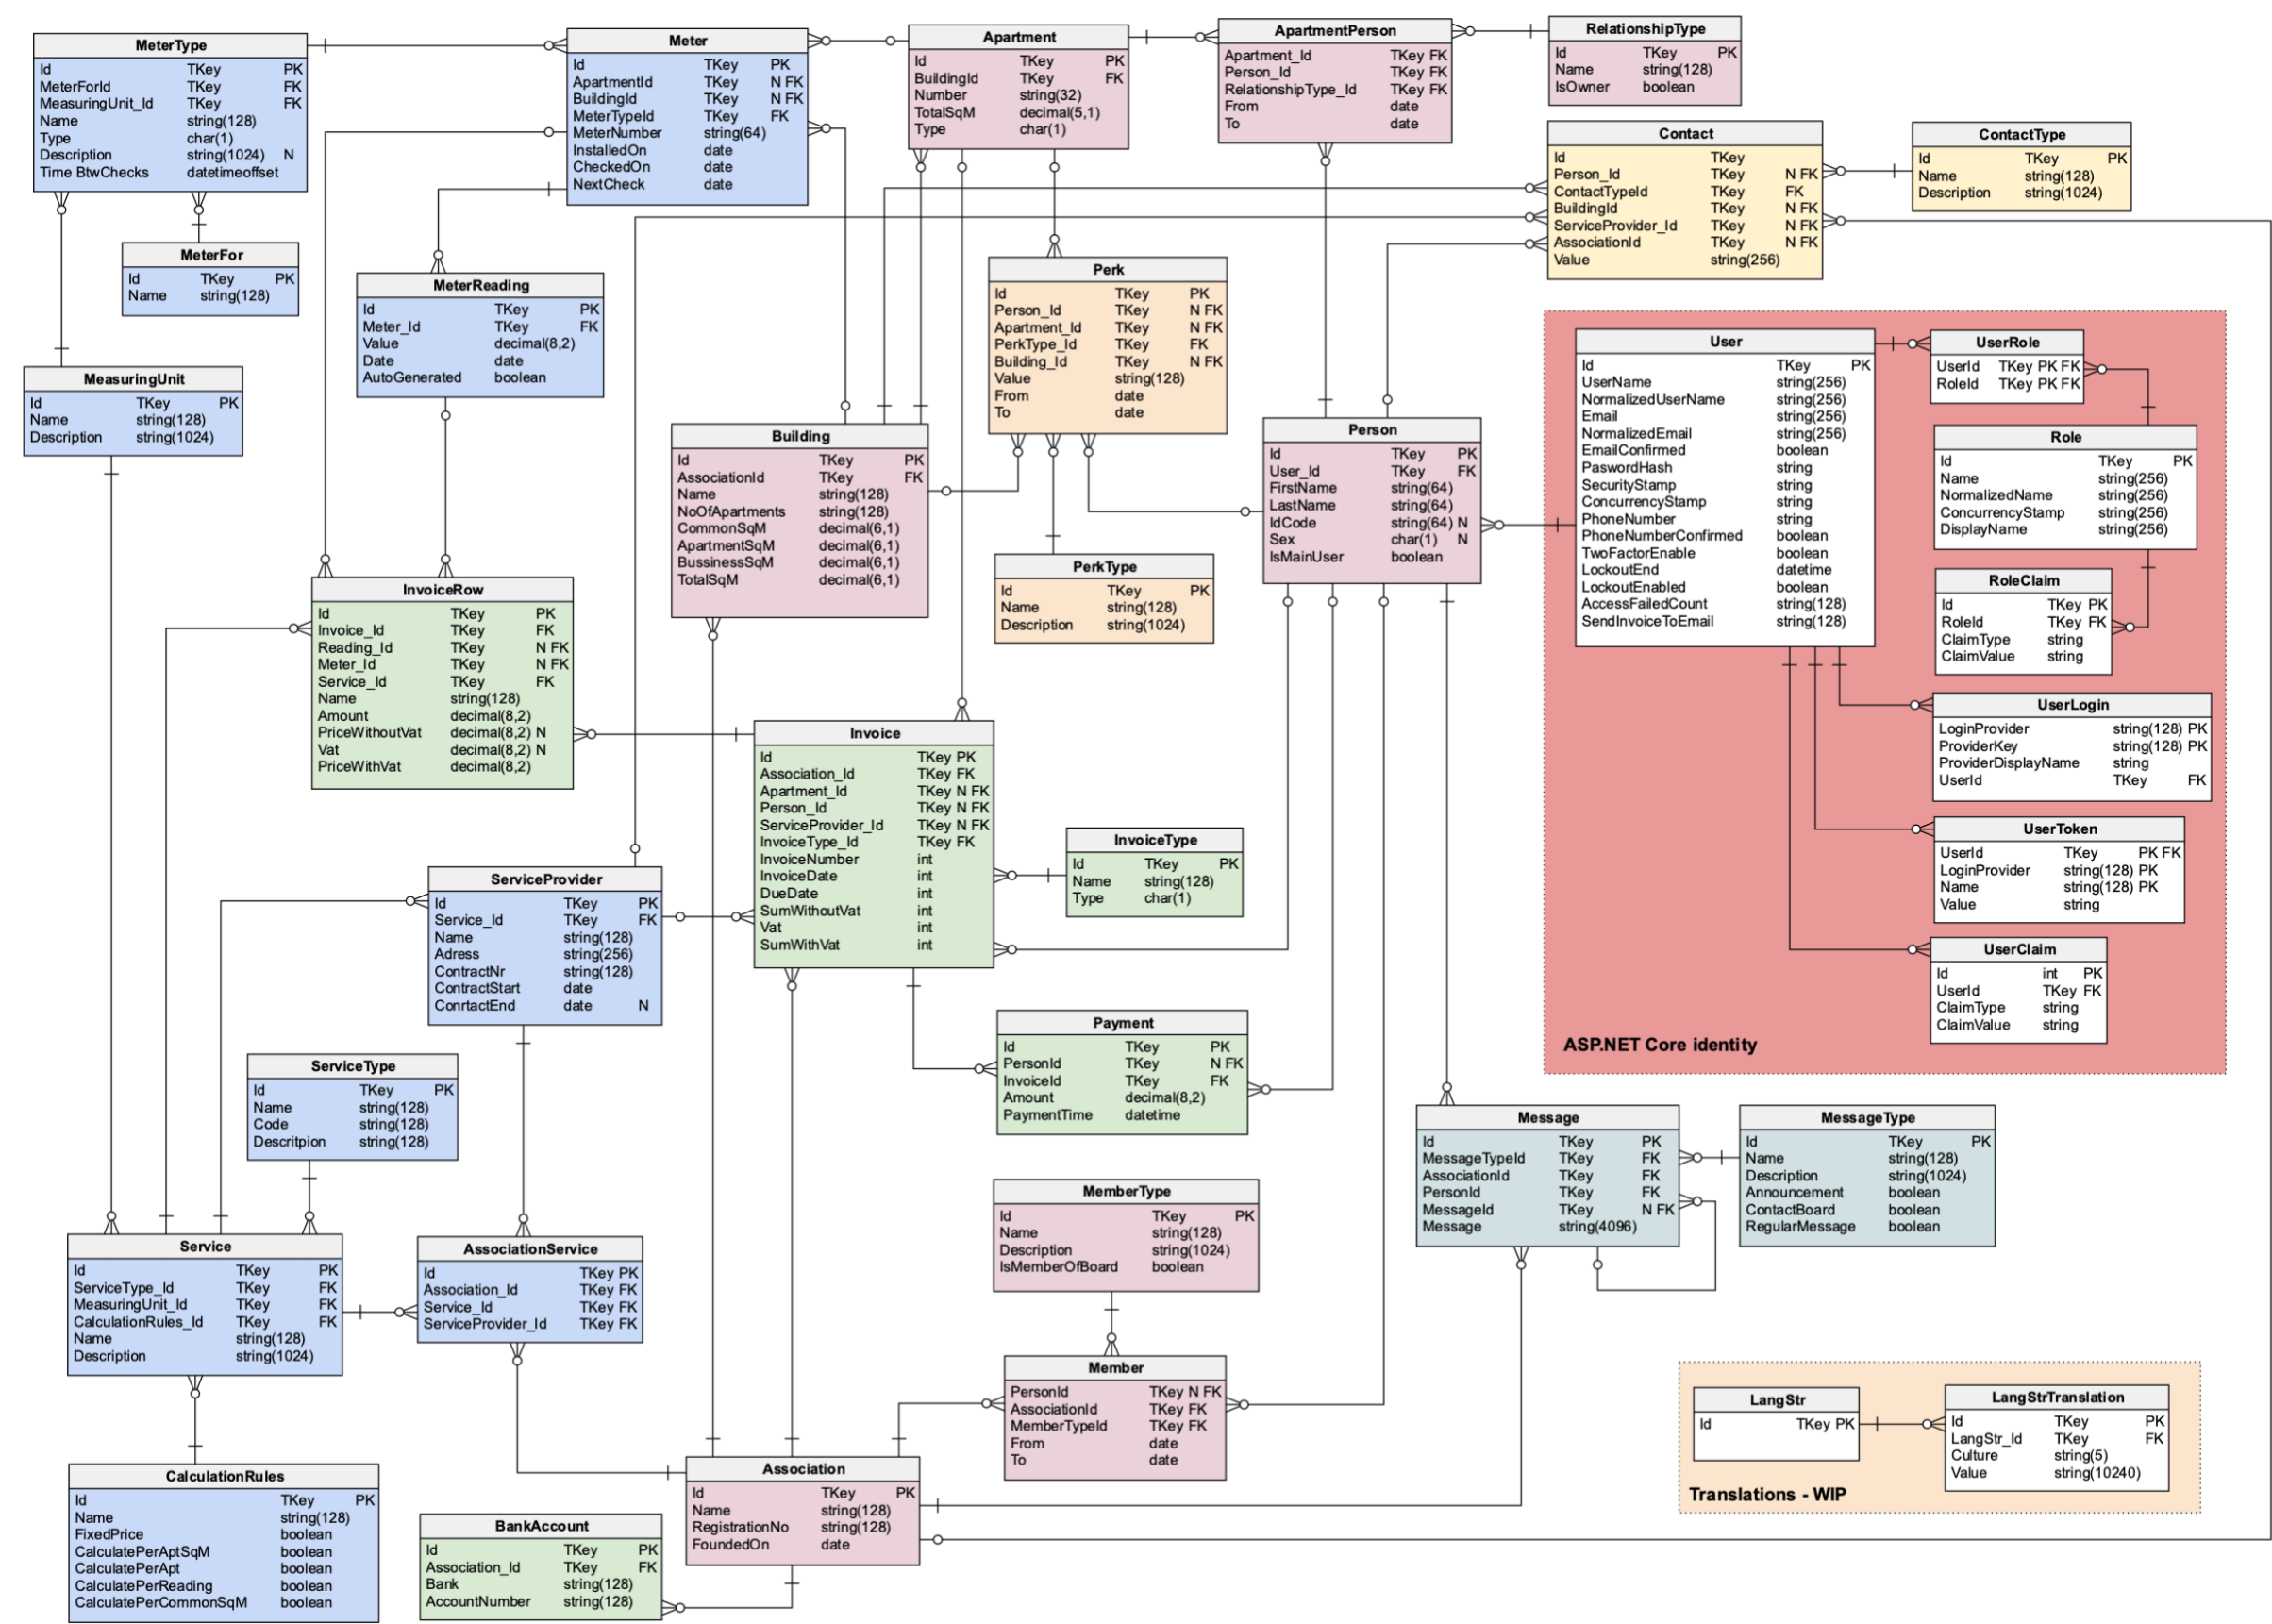 MeterType
Id TKey PK
MeterForId TKey FK
MeasuringUnit_Id TKey FK
Name string(128)
Type char(1)
Description string(1024) N
Time BtwChecks datetimeoffset
Meter
Id TKey PK
ApartmentId TKey N FK
BuildingId TKey N FK
MeterTypeId TKey FK
MeterNumber string(64)
InstalledOn date
CheckedOn date
NextCheck date
Apartment
Id TKey PK
BuildingId TKey FK
Number string(32)
TotalSqM decimal(5,1)
Type char(1)
ApartmentPerson
Apartment_Id TKey FK
Person_Id TKey FK
RelationshipType_Id TKey FK
From date
To date
RelationshipType
Id TKey PK
Name string(128)
IsOwner boolean
Contact
Id TKey
Person_Id TKey N FK
ContactTypeId TKey FK
BuildingId TKey N FK
ServiceProvider_Id TKey N FK
AssociationId TKey N FK
Value string(256)
ContactType
Id TKey PK
Name string(128)
Description string(1024)
MeterFor
Id TKey PK
Name string(128)
MeterReading
Id TKey PK
Meter_Id TKey FK
Value decimal(8,2)
Date date
AutoGenerated boolean
Perk
Id TKey PK
Person_Id TKey N FK
Apartment_Id TKey N FK
PerkType_Id TKey FK
Building_Id TKey N FK
Value string(128)
From date
To date
MeasuringUnit
Id TKey PK
Name string(128)
Description string(1024)
Building
Id TKey PK
AssociationId TKey FK
Name string(128)
NoOfApartments string(128)
CommonSqM decimal(6,1)
ApartmentSqM decimal(6,1)
BussinessSqM decimal(6,1)
TotalSqM decimal(6,1)
Person
Id TKey PK
User_Id TKey FK
FirstName string(64)
LastName string(64)
IdCode string(64) N
Sex char(1) N
IsMainUser boolean
User
Id TKey PK
UserName string(256)
NormalizedUserName string(256)
Email string(256)
NormalizedEmail string(256)
EmailConfirmed boolean
PaswordHash string
SecurityStamp string
ConcurrencyStamp string
PhoneNumber string
PhoneNumberConfirmed boolean
TwoFactorEnable boolean
LockoutEnd datetime
LockoutEnabled boolean
AccessFailedCount string(128)
SendInvoiceToEmail string(128)
UserRole
UserId TKey PK FK
RoleId TKey PK FK
Role
Id TKey PK
Name string(256)
NormalizedName string(256)
ConcurrencyStamp string(256)
DisplayName string(256)
RoleClaim
Id TKey PK
RoleId TKey FK
ClaimType string
ClaimValue string
UserLogin
LoginProvider string(128) PK
ProviderKey string(128) PK
ProviderDisplayName string
UserId TKey FK
UserToken
UserId TKey PK FK
LoginProvider string(128) PK
Name string(128) PK
Value string
UserClaim
Id int PK
UserId TKey FK
ClaimType string
ClaimValue string
ASP.NET Core identity
PerkType
Id TKey PK
Name string(128)
Description string(1024)
InvoiceRow
Id TKey PK
Invoice_Id TKey FK
Reading_Id TKey N FK
Meter_Id TKey N FK
Service_Id TKey FK
Name string(128)
Amount decimal(8,2)
PriceWithoutVat decimal(8,2) N
Vat decimal(8,2) N
PriceWithVat decimal(8,2)
Invoice
Id TKey PK
Association_Id TKey FK
Apartment_Id TKey N FK
Person_Id TKey N FK
ServiceProvider_Id TKey N FK
InvoiceType_Id TKey FK
InvoiceNumber int
InvoiceDate int
DueDate int
SumWithoutVat int
Vat int
SumWithVat int
InvoiceType
Id TKey PK
Name string(128)
Type char(1)
ServiceProvider
Id TKey PK
Service_Id TKey FK
Name string(128)
Adress string(256)
ContractNr string(128)
ContractStart date
ConrtactEnd date N
Payment
Id TKey PK
PersonId TKey N FK
InvoiceId TKey FK
Amount decimal(8,2)
PaymentTime datetime
ServiceType
Id TKey PK
Name string(128)
Code string(128)
Descritpion string(128)
Message
Id TKey PK
MessageTypeId TKey FK
AssociationId TKey FK
PersonId TKey FK
MessageId TKey N FK
Message string(4096)
MessageType
Id TKey PK
Name string(128)
Description string(1024)
Announcement boolean
ContactBoard boolean
RegularMessage boolean
MemberType
Id TKey PK
Name string(128)
Description string(1024)
IsMemberOfBoard boolean
Service
Id TKey PK
ServiceType_Id TKey FK
MeasuringUnit_Id TKey FK
CalculationRules_Id TKey FK
Name string(128)
Description string(1024)
AssociationService
Id TKey PK
Association_Id TKey FK
Service_Id TKey FK
ServiceProvider_Id TKey FK
Member
PersonId TKey N FK
AssociationId TKey FK
MemberTypeId TKey FK
From date
To date
LangStr
Id TKey PK
LangStrTranslation
Id TKey PK
LangStr_Id TKey FK
Culture string(5)
Value string(10240)
Translations - WIP
CalculationRules
Id TKey PK
Name string(128)
FixedPrice boolean
CalculatePerAptSqM boolean
CalculatePerApt boolean
CalculatePerReading boolean
CalculatePerCommonSqM boolean
Association
Id TKey PK
Name string(128)
RegistrationNo string(128)
FoundedOn date
BankAccount
Id TKey PK
Association_Id TKey FK
Bank string(128)
AccountNumber string(128)